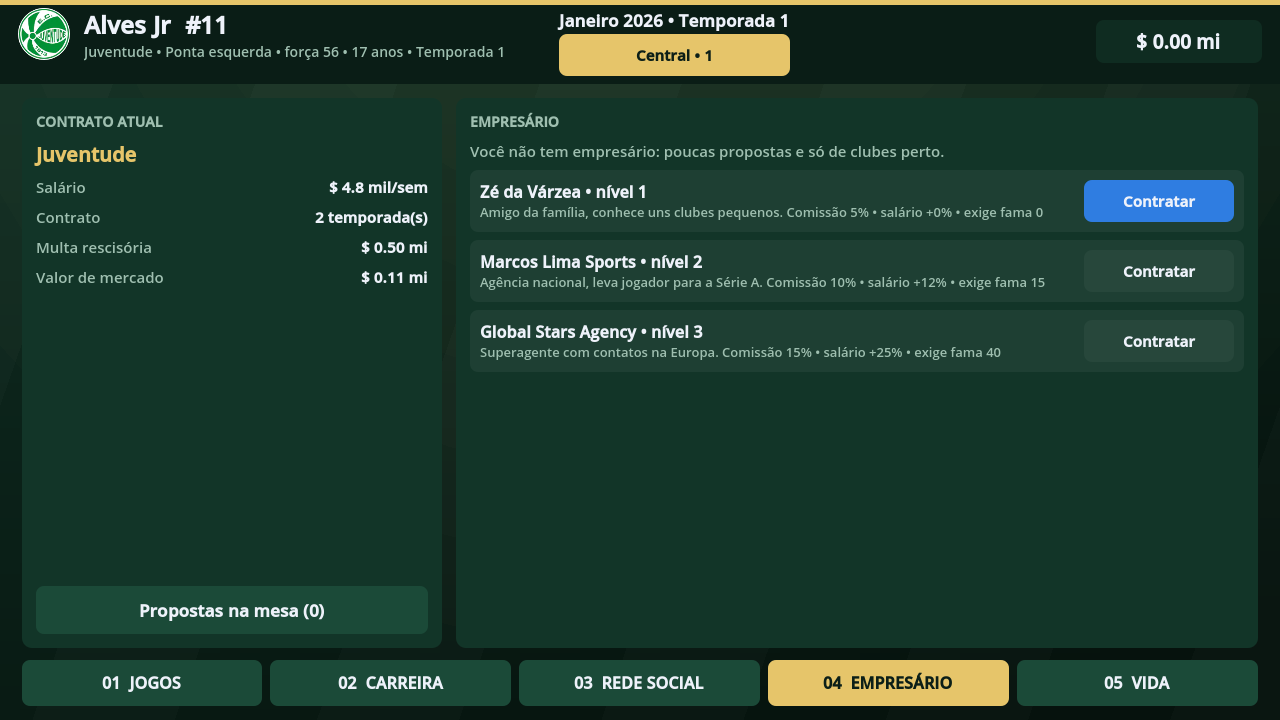 Alves Jr #11
Juventude • Ponta esquerda • força 56 • 17 anos • Temporada 1
Janeiro 2026 • Temporada 1
Central • 1
$ 0.00 mi
CONTRATO ATUAL
Juventude
Salário $ 4.8 mil/sem
Contrato 2 temporada(s)
Multa rescisória $ 0.50 mi
Valor de mercado $ 0.11 mi
Propostas na mesa (0)
EMPRESÁRIO
Você não tem empresário: poucas propostas e só de clubes perto.
Zé da Várzea • nível 1
Amigo da família, conhece uns clubes pequenos. Comissão 5% • salário +0% • exige fama 0
Contratar
Marcos Lima Sports • nível 2
Agência nacional, leva jogador para a Série A. Comissão 10% • salário +12% • exige fama 15
Contratar
Global Stars Agency • nível 3
Superagente com contatos na Europa. Comissão 15% • salário +25% • exige fama 40
Contratar
01 JOGOS
02 CARREIRA
03 REDE SOCIAL
04 EMPRESÁRIO
05 VIDA